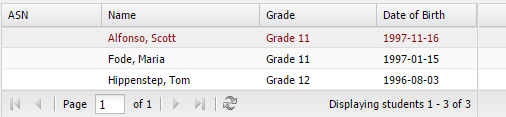 ASN Name Grade Date of Birth
Alfonso, Scott Grade 11 1997-11-16
Fode, Maria Grade 11 1997-01-15
Hippenstep, Tom Grade 12 1996-08-03
Page 1 of 1 Displaying students 1 - 3 of 3